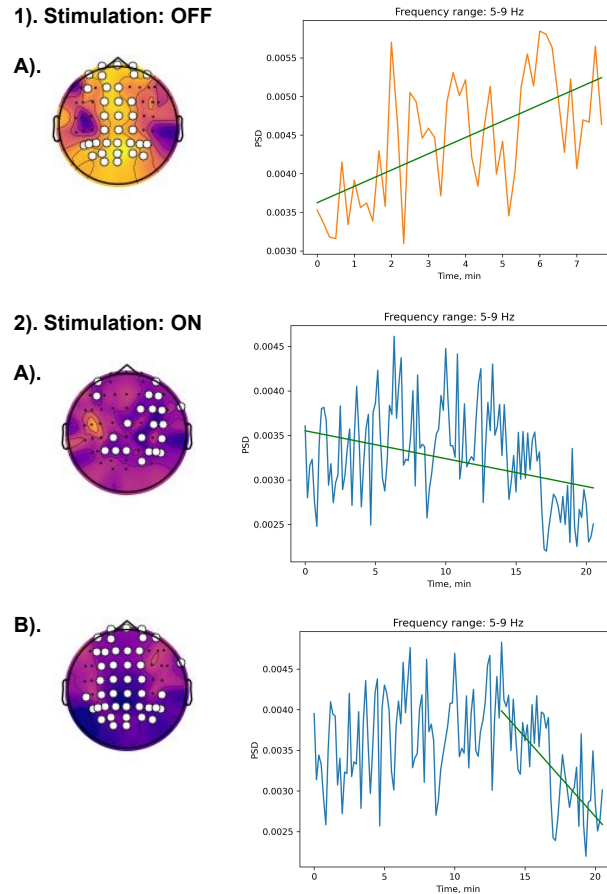 1). Stimulation: OFF
A).
Frequency range: 5-9 Hz
0.0055
0.0050
0.0045
0.0040
0.0035
0.0030
PSD
0 1 2 3 4 5 6 7
Time, min
2). Stimulation: ON
A).
Frequency range: 5-9 Hz
0.0045
0.0040
0.0035
0.0030
0.0025
PSD
0 5 10 15 20
Time, min
B).
Frequency range: 5-9 Hz
0.0045
0.0040
0.0035
0.0030
0.0025
PSD
0 5 10 15 20
Time, min